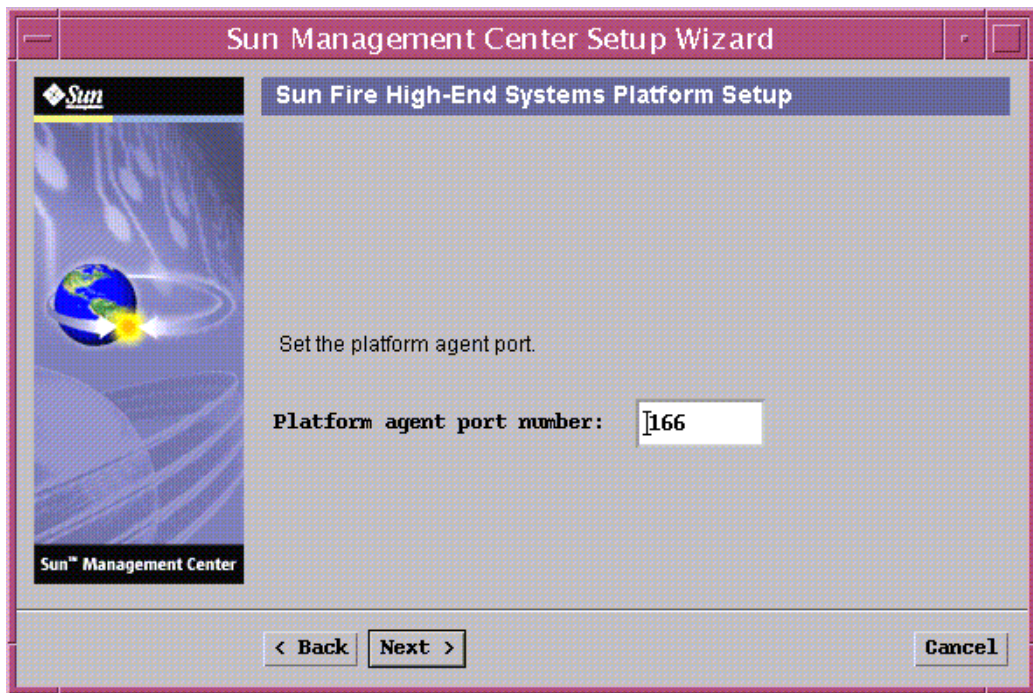 Sun Management Center Setup Wizard
Sun
Sun Fire High-End Systems Platform Setup
Set the platform agent port.
Platform agent port number: 166
Sun™ Management Center
< Back Next > Cancel